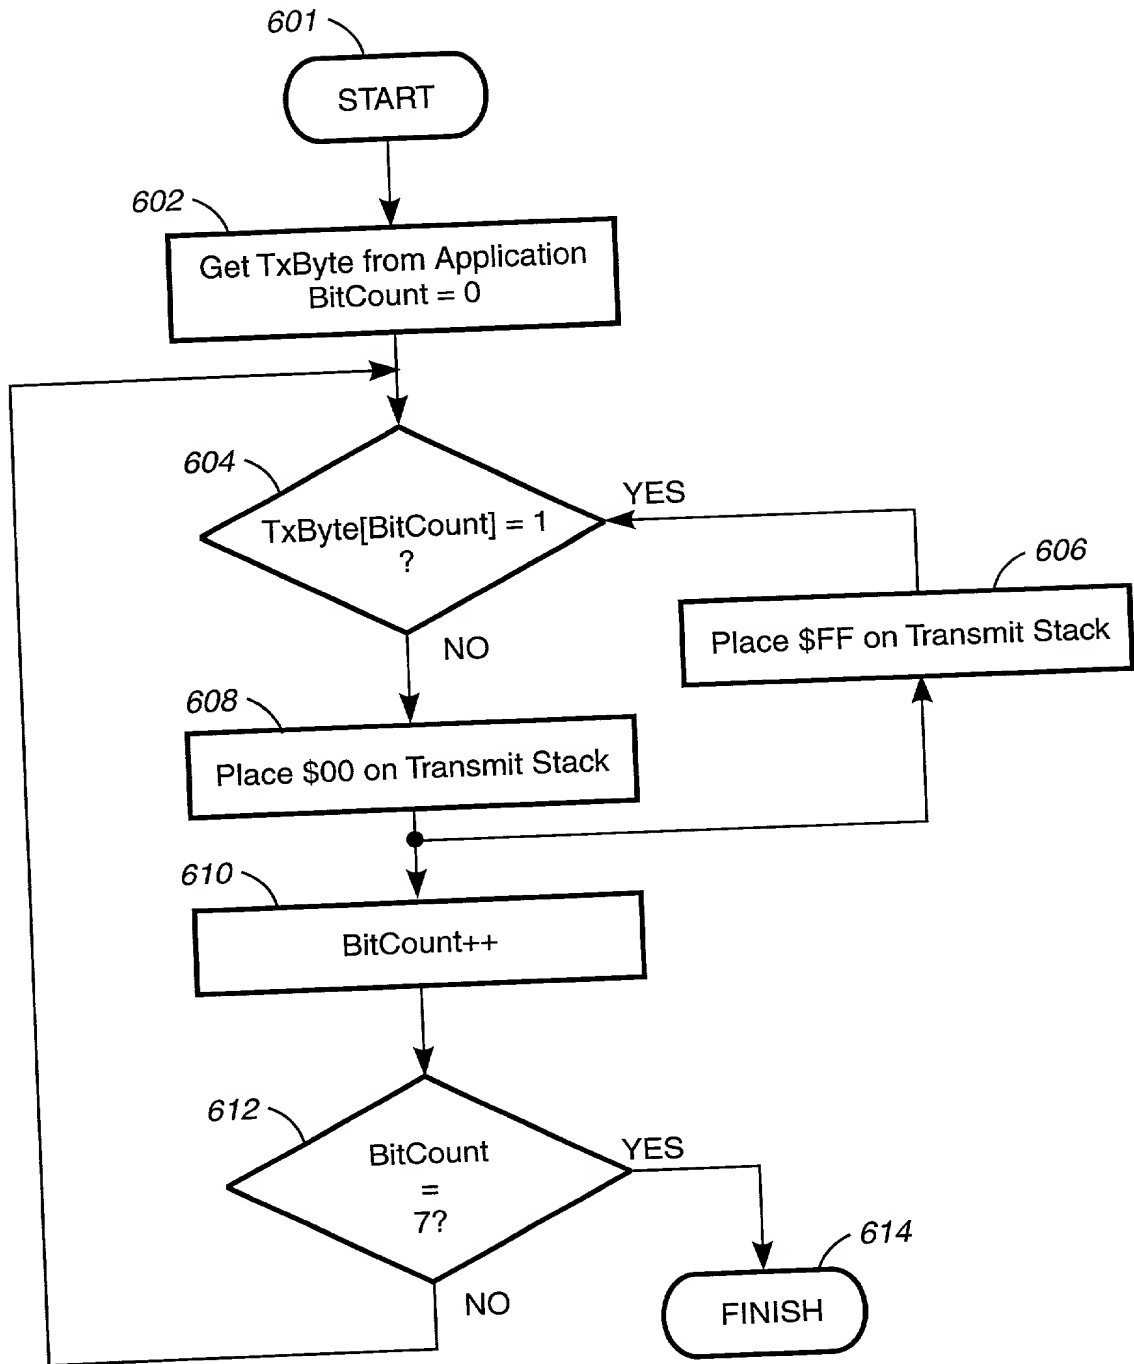 601
START
602
Get TxByte from Application
BitCount = 0
604
TxByte[BitCount] = 1
?
YES
606
Place $FF on Transmit Stack
NO
608
Place $00 on Transmit Stack
610
BitCount++
612
BitCount
=
7?
YES
614
NO
FINISH